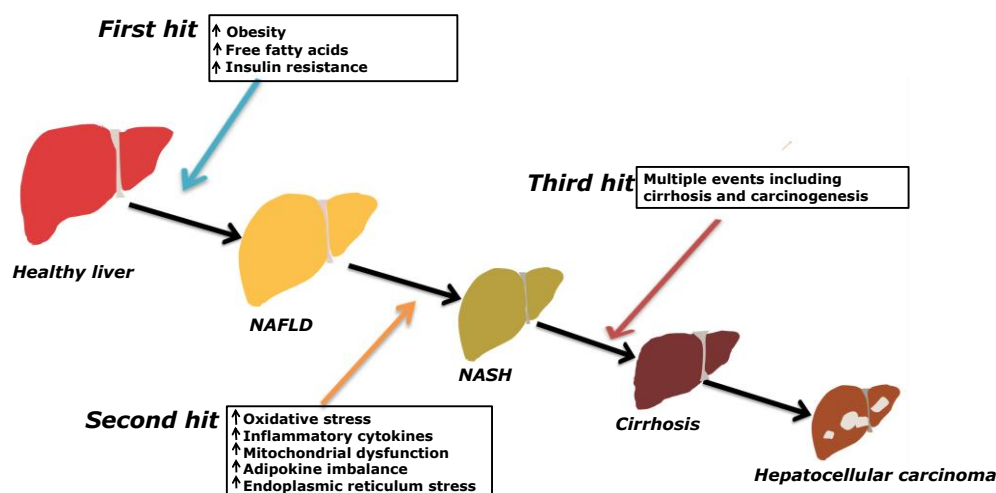 First hit
↑ Obesity
↑ Free fatty acids
↑ Insulin resistance
Healthy liver
NAFLD
Third hit
Multiple events including
cirrhosis and carcinogenesis
NASH
Second hit
↑ Oxidative stress
↑ Inflammatory cytokines
↑ Mitochondrial dysfunction
↑ Adipokine imbalance
↑ Endoplasmic reticulum stress
Cirrhosis
Hepatocellular carcinoma